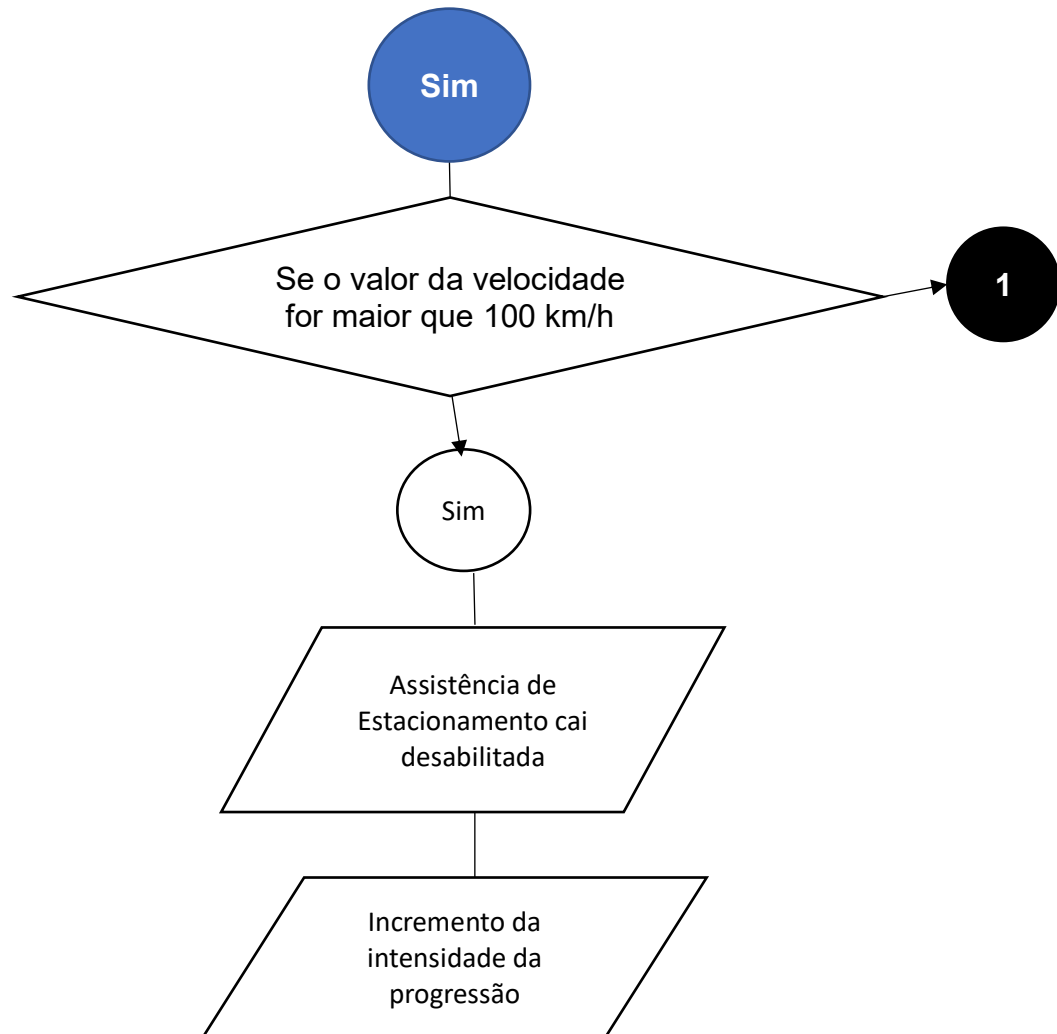 Sim
Se o valor da velocidade
for maior que 100 km/h
1
Sim
Assistência de
Estacionamento cai
desabilitada
Incremento da
intensidade da
progressão